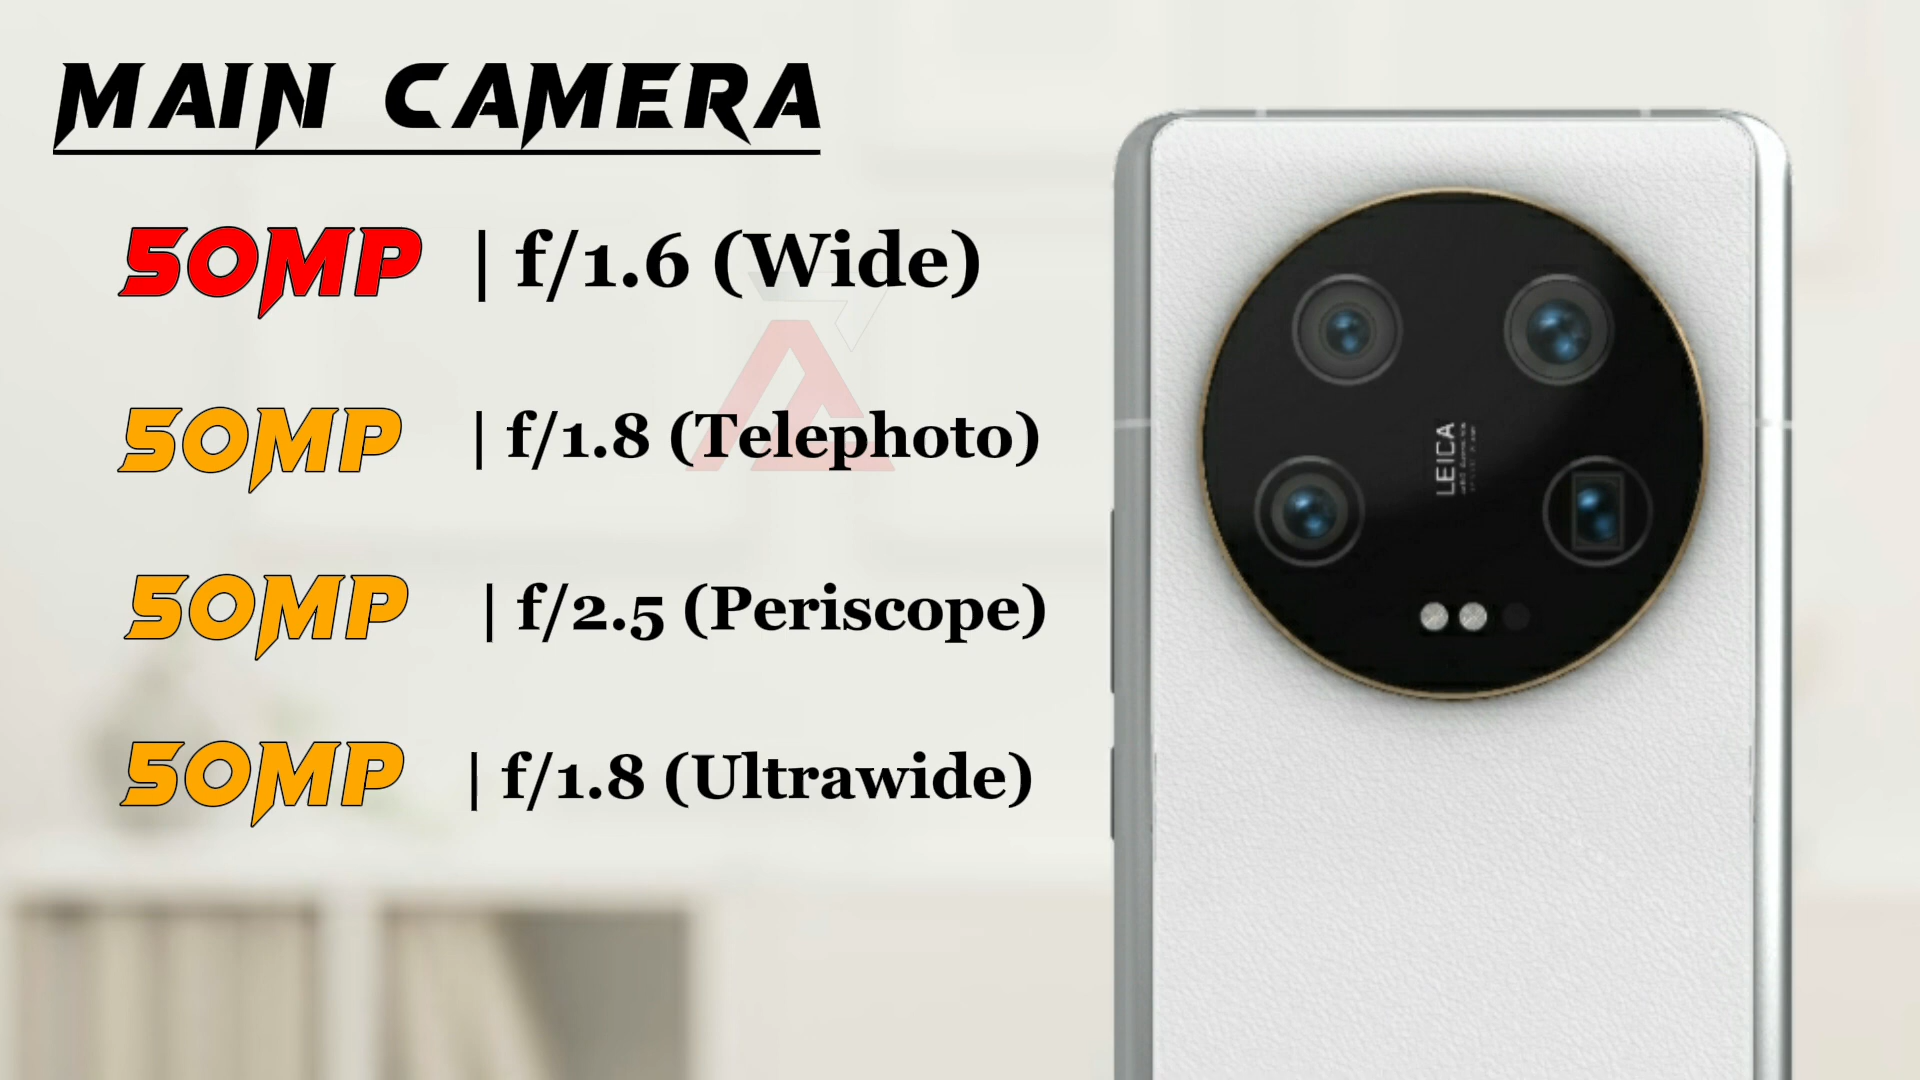 MAIN CAMERA
50MP | f/1.6 (Wide)
50MP | f/1.8 (Telephoto)
50MP | f/2.5 (Periscope)
50MP | f/1.8 (Ultrawide)
LEICA